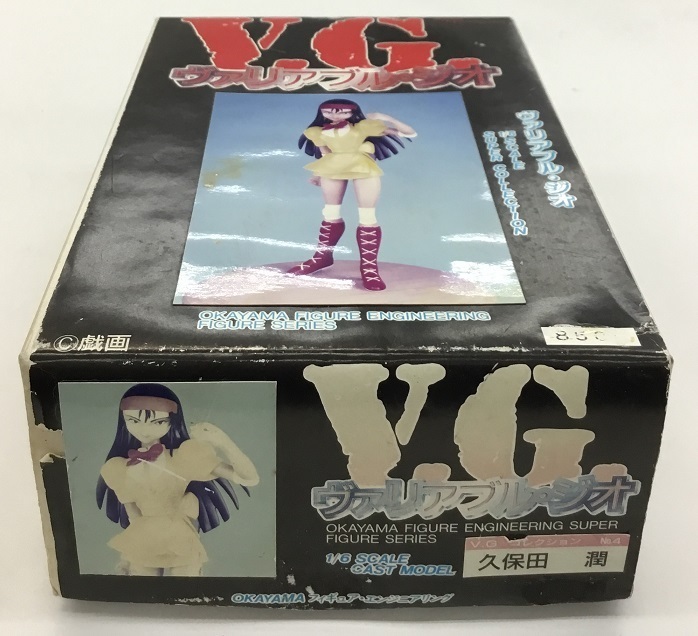 V.G.
ヴァリアブル・ジオ
ヴァリアブル・ジオ
1/6 SCALE
SUPER COLLECTION
OKAYAMA FIGURE ENGINEERING
FIGURE SERIES
©戯画
V.G.
ヴァリアブル・ジオ
OKAYAMA FIGURE ENGINEERING SUPER
FIGURE SERIES
1/6 SCALE
CAST MODEL
V.G コレクション №4
久保田 潤
OKAYAMA フィギュア・エンジニアリング